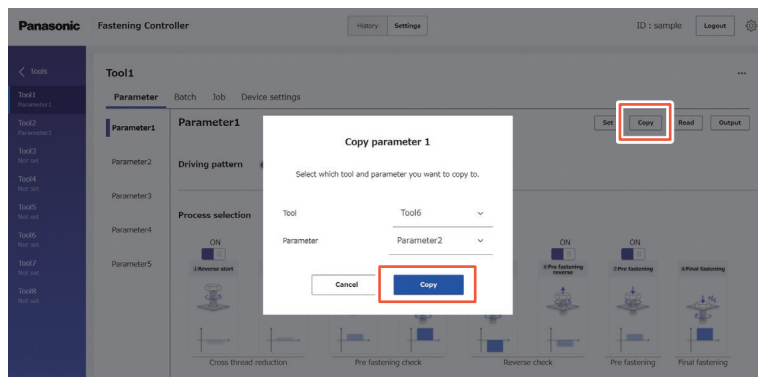 Panasonic Fastening Controller History Settings ID : sample Logout
Tools
Tool1
Parameter1
Tool2
Parameter1
Tool3
Not set
Tool4
Not set
Tool5
Not set
Tool6
Not set
Tool7
Not set
Tool8
Not set
Tool1
...
Parameter Batch Job Device settings
Parameter1
Parameter2
Parameter3
Parameter4
Parameter5
Parameter1
Set Copy Read Output
Driving pattern
Process selection
Copy parameter 1
Select which tool and parameter you want to copy to.
Tool Tool6
Parameter Parameter2
Cancel Copy
ON ON ON
Reverse start
Pre fastening
reverse
Pre fastening
Final fastening
Cross thread reduction Pre fastening check Reverse check Pre fastening Final fastening